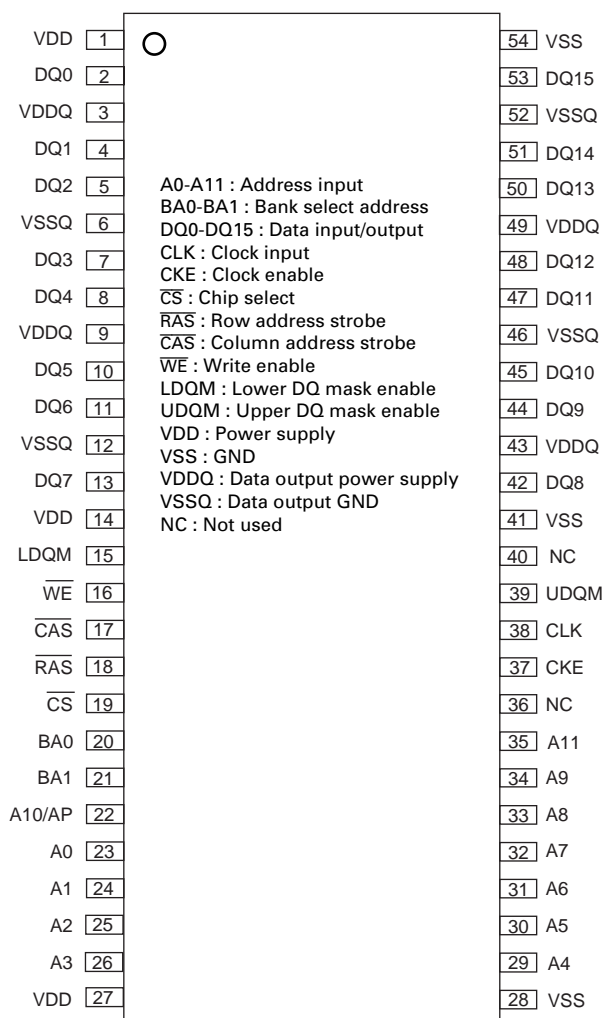 VDD 1
DQ0 2
VDDQ 3
DQ1 4
DQ2 5
VSSQ 6
DQ3 7
DQ4 8
VDDQ 9
DQ5 10
DQ6 11
VSSQ 12
DQ7 13
VDD 14
LDQM 15
W̅E̅ 16
C̅A̅S̅ 17
R̅A̅S̅ 18
C̅S̅ 19
BA0 20
BA1 21
A10/AP 22
A0 23
A1 24
A2 25
A3 26
VDD 27
A0-A11 : Address input
BA0-BA1 : Bank select address
DQ0-DQ15 : Data input/output
CLK : Clock input
CKE : Clock enable
C̅S̅ : Chip select
R̅A̅S̅ : Row address strobe
C̅A̅S̅ : Column address strobe
W̅E̅ : Write enable
LDQM : Lower DQ mask enable
UDQM : Upper DQ mask enable
VDD : Power supply
VSS : GND
VDDQ : Data output power supply
VSSQ : Data output GND
NC : Not used
54 VSS
53 DQ15
52 VSSQ
51 DQ14
50 DQ13
49 VDDQ
48 DQ12
47 DQ11
46 VSSQ
45 DQ10
44 DQ9
43 VDDQ
42 DQ8
41 VSS
40 NC
39 UDQM
38 CLK
37 CKE
36 NC
35 A11
34 A9
33 A8
32 A7
31 A6
30 A5
29 A4
28 VSS